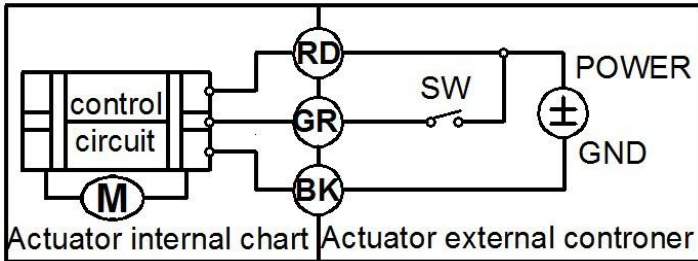 RD
POWER
SW
control
GR
±
circuit
GND
BK
M
Actuator internal chart
Actuator external controner